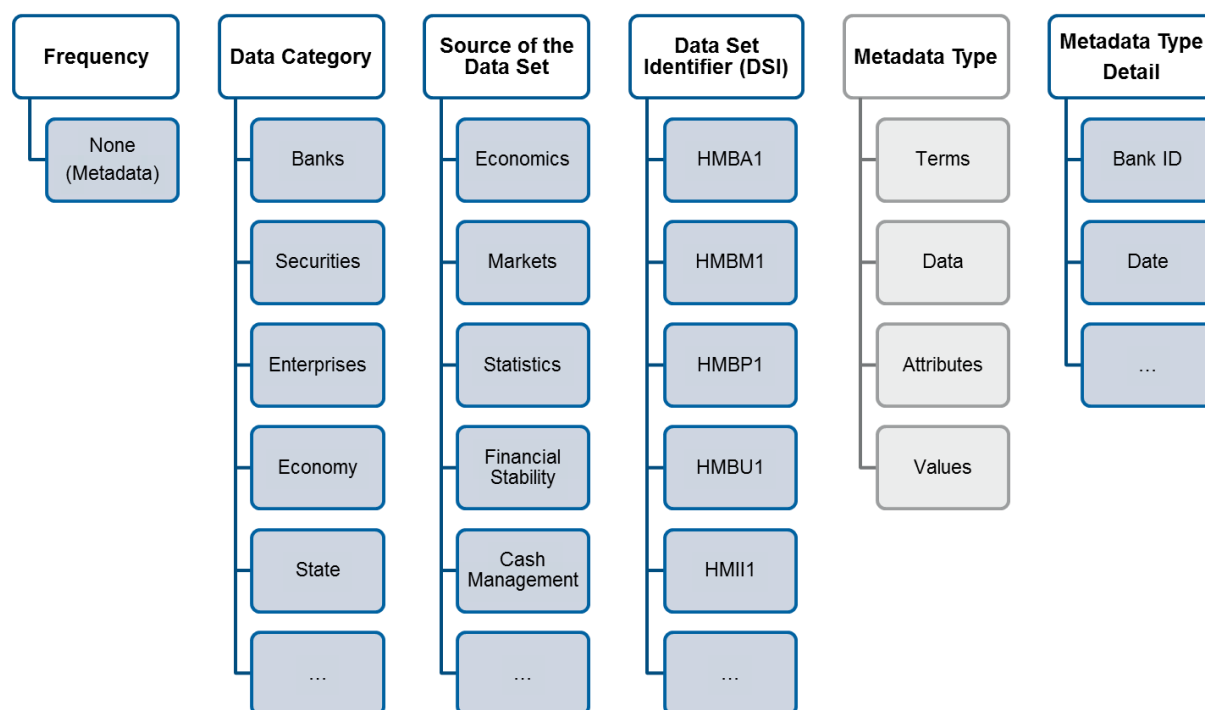 Frequency
None
(Metadata)
Data Category
Banks
Securities
Enterprises
Economy
State
…
Source of the
Data Set
Economics
Markets
Statistics
Financial
Stability
Cash
Management
…
Data Set
Identifier (DSI)
HMBA1
HMBM1
HMBP1
HMBU1
HMII1
…
Metadata Type
Terms
Data
Attributes
Values
Metadata Type
Detail
Bank ID
Date
…